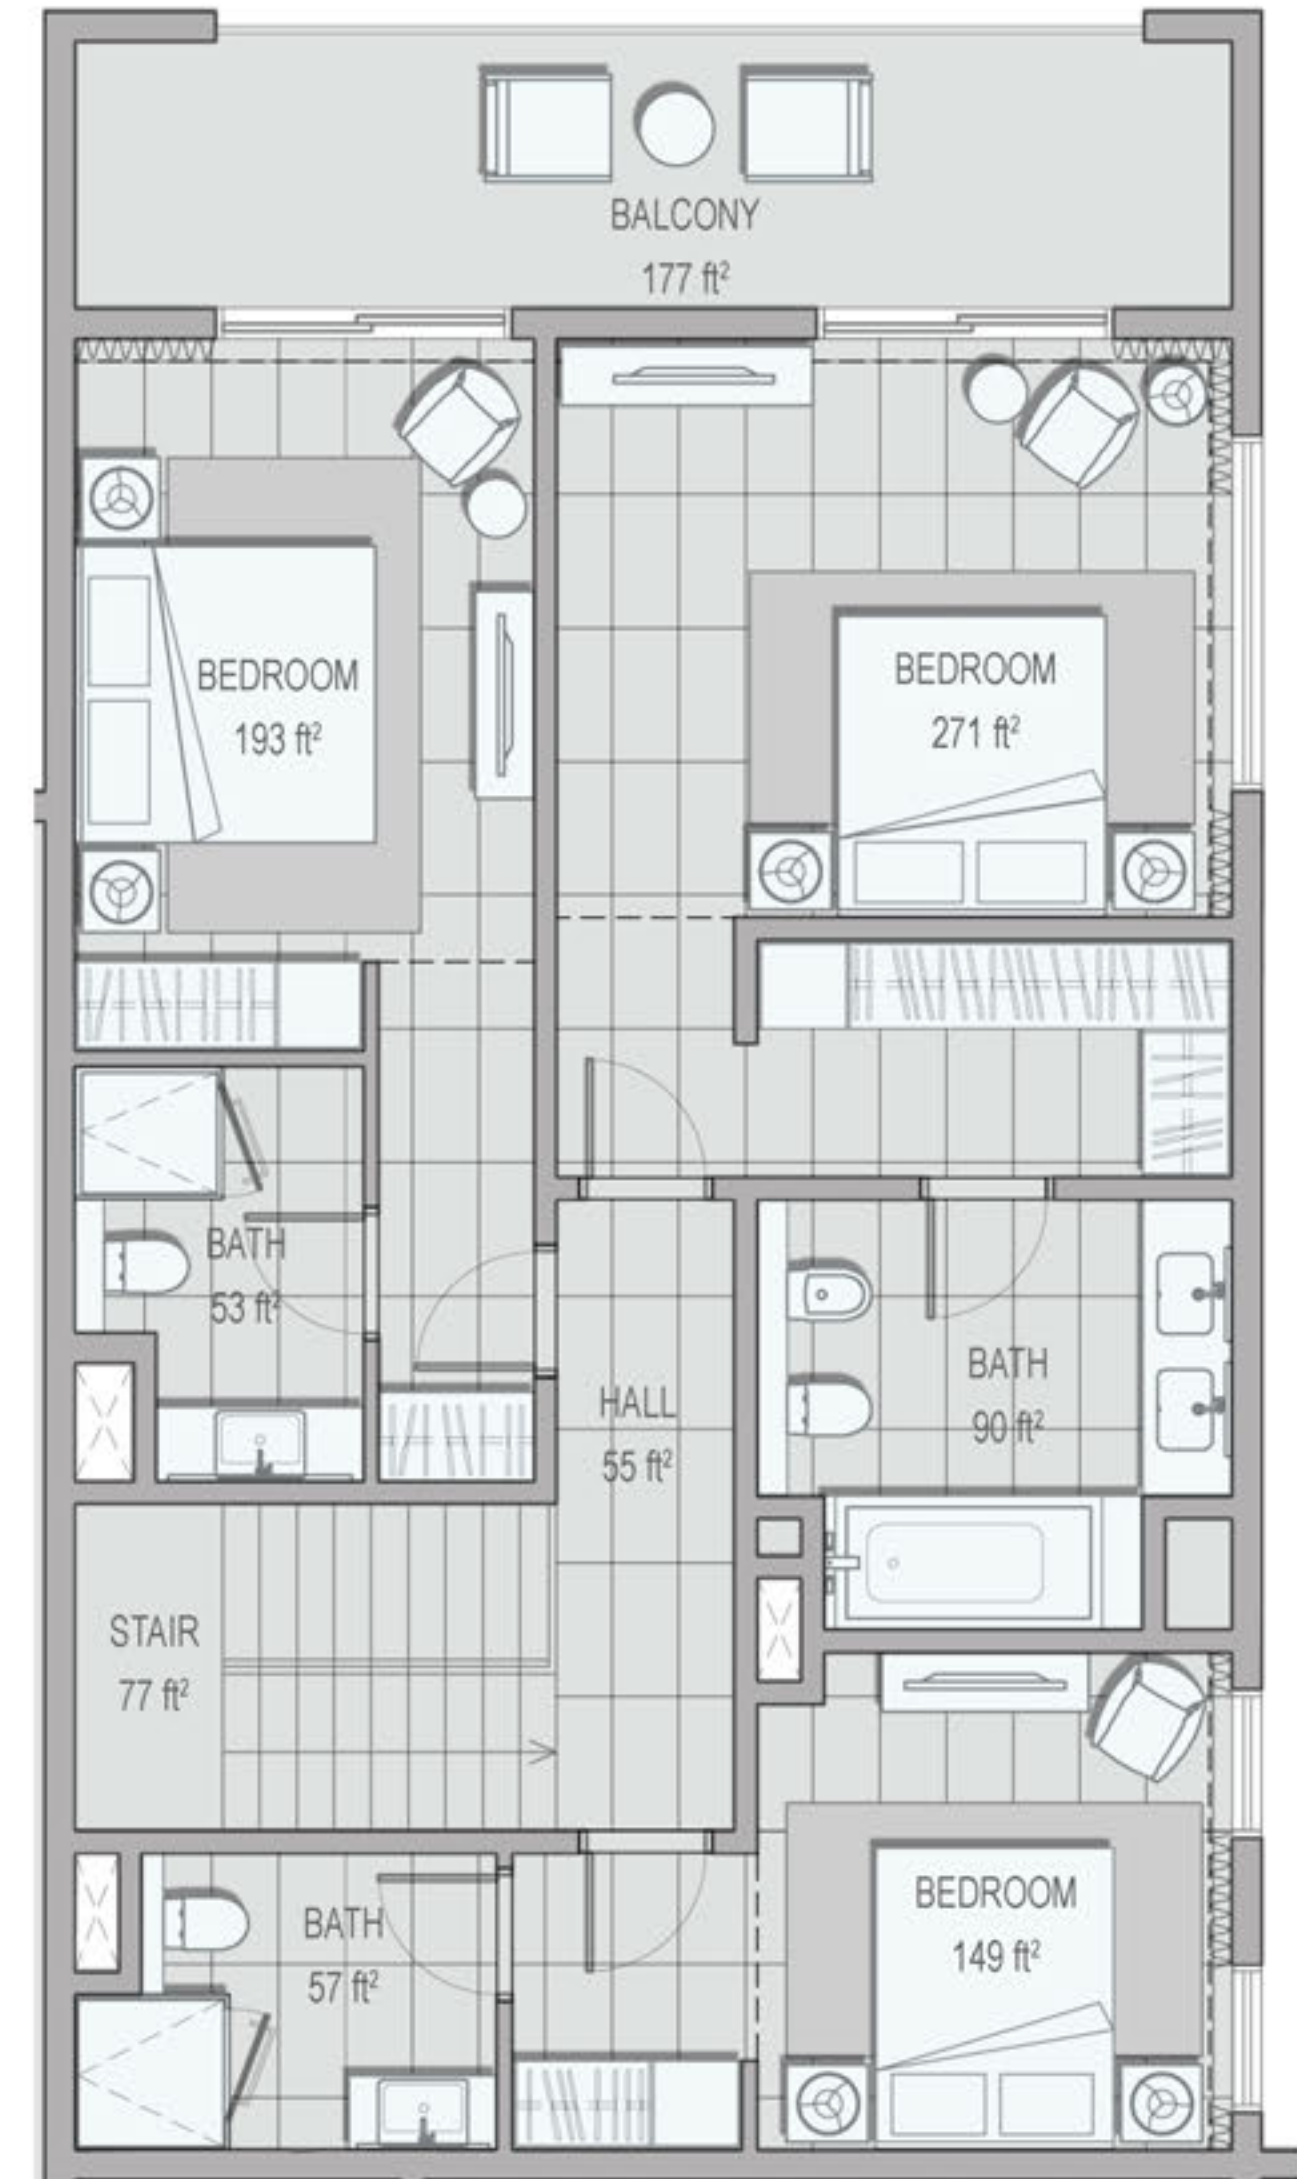 BALCONY
177 ft²
BEDROOM
193 ft²
BEDROOM
271 ft²
BATH
53 ft²
HALL
55 ft²
BATH
90 ft²
STAIR
77 ft²
BEDROOM
149 ft²
BATH
57 ft²